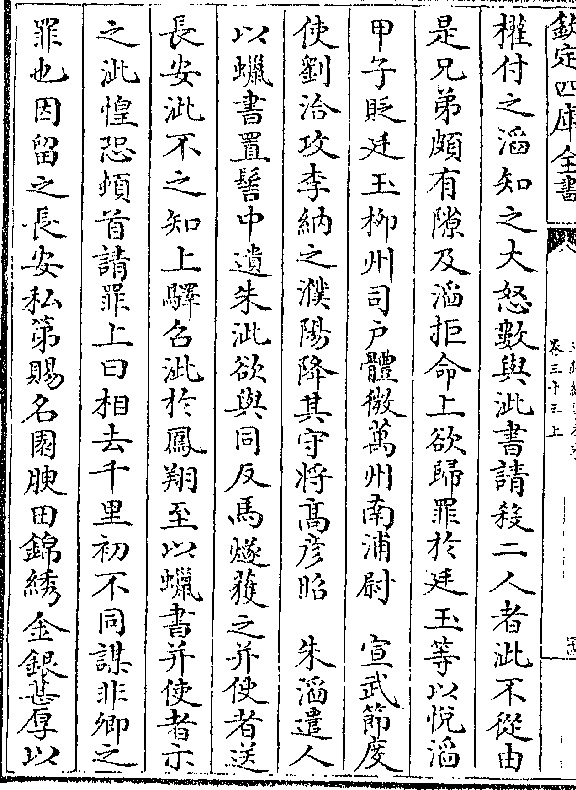 欽定四庫全書
卷三十三上
權付之滔知之大怒數與泚書請殺二人者泚不從由
是兄弟頗有隙及滔拒命上欲歸罪於廷玉等以悅滔
甲子貶廷玉柳州司戶體微萬州南浦尉　宣武節度
使劉洽攻李納之濮陽降其守將高彦昭　朱滔遣人
以蠟書置髻中遺朱泚欲與同反馬燧獲之并使者送
長安泚不之知上驛召泚於鳳翔至以蠟書并使者示
之泚惶恐頓首請罪上曰相去千里初不同謀非卿之
罪也因留之長安私第賜名園腴田錦綉金銀甚厚以